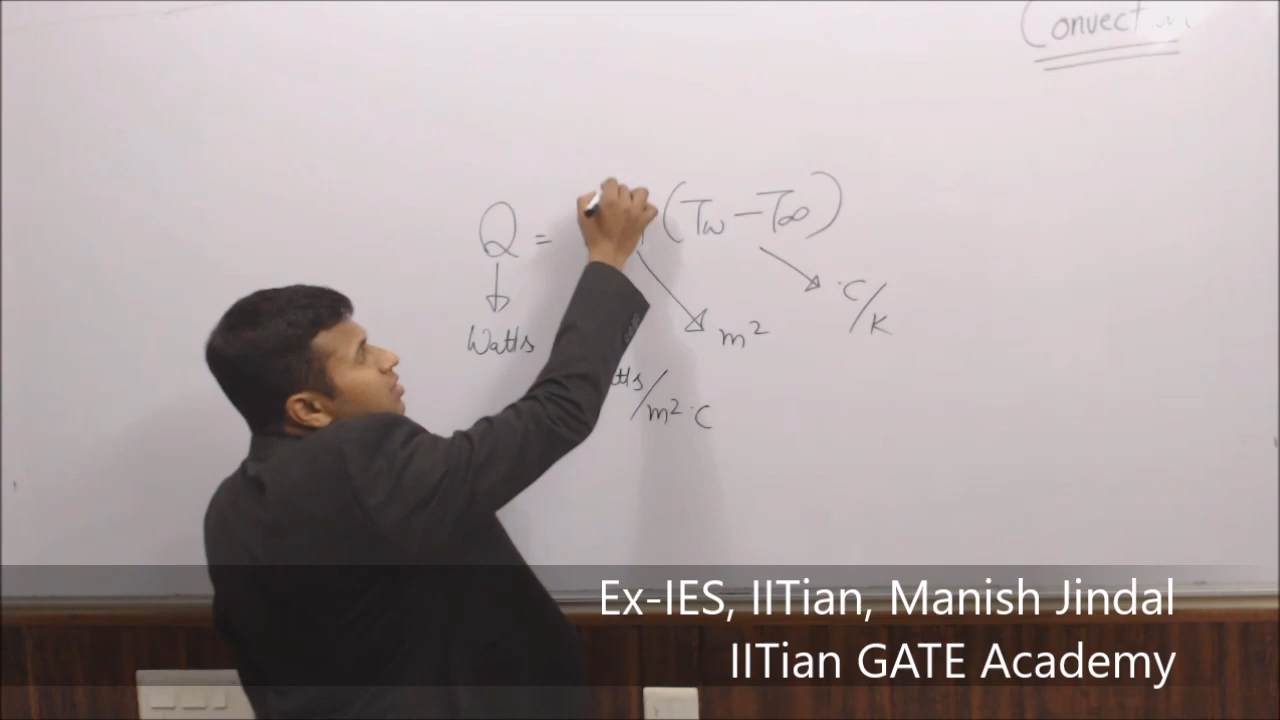 Convect
Q = (Tw - T∞)
Watts
m²
°C/K
/m² °C
Ex-IES, IITian, Manish Jindal
IITian GATE Academy